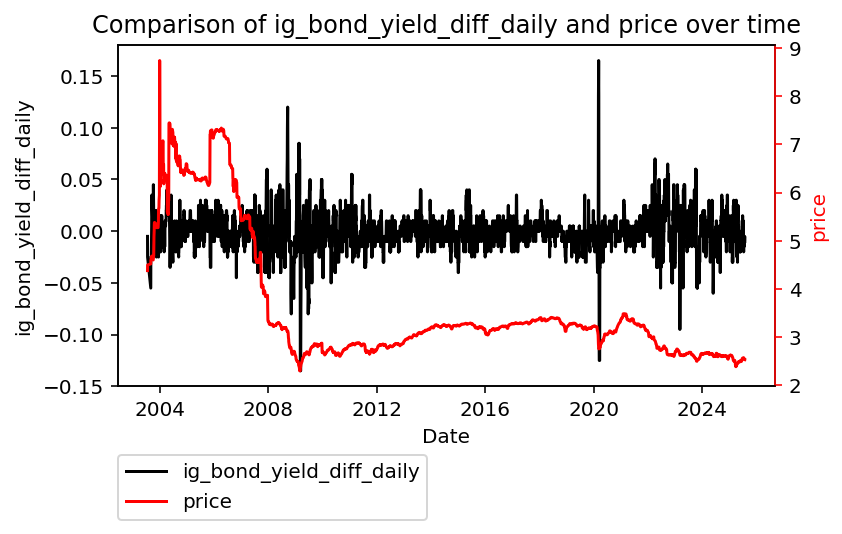 Comparison of ig_bond_yield_diff_daily and price over time
ig_bond_yield_diff_daily
0.15
0.10
0.05
0.00
−0.05
−0.10
−0.15
9
8
7
6
5
4
3
2
price
2004 2008 2012 2016 2020 2024
Date
ig_bond_yield_diff_daily
price